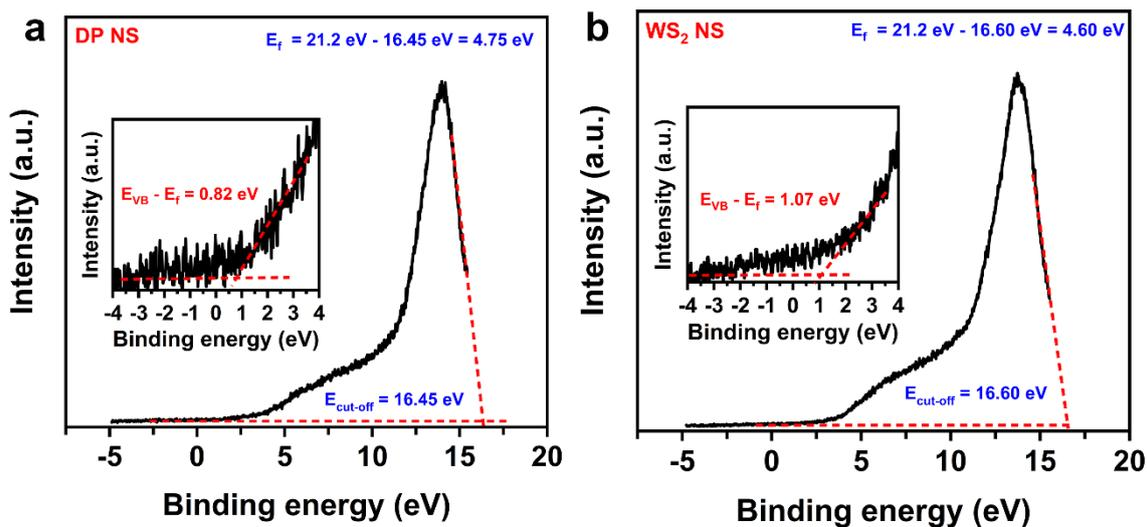 a
DP NS
E_f = 21.2 eV - 16.45 eV = 4.75 eV
Intensity (a.u.)
Intensity (a.u.)
E_VB - E_f = 0.82 eV
-4 -3 -2 -1 0 1 2 3 4
Binding energy (eV)
E_cut-off = 16.45 eV
-5 0 5 10 15 20
Binding energy (eV)
b
WS₂ NS
E_f = 21.2 eV - 16.60 eV = 4.60 eV
Intensity (a.u.)
Intensity (a.u.)
E_VB - E_f = 1.07 eV
-4 -3 -2 -1 0 1 2 3 4
Binding energy (eV)
E_cut-off = 16.60 eV
-5 0 5 10 15 20
Binding energy (eV)